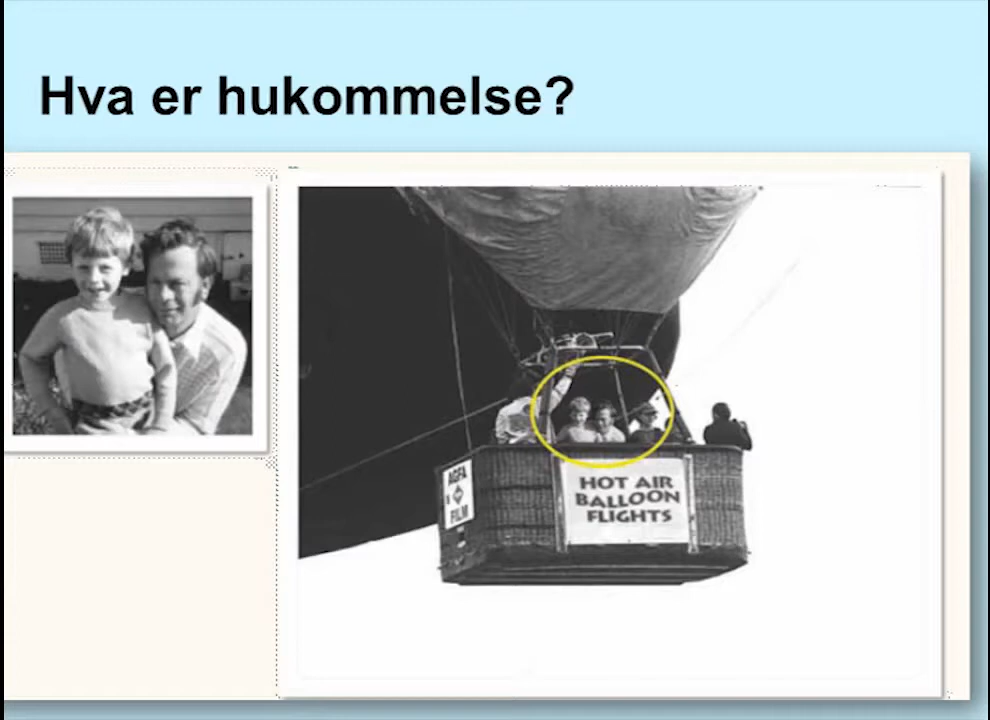 Hva er hukommelse?
AGFA
FILM
HOT AIR
BALLOON
FLIGHTS